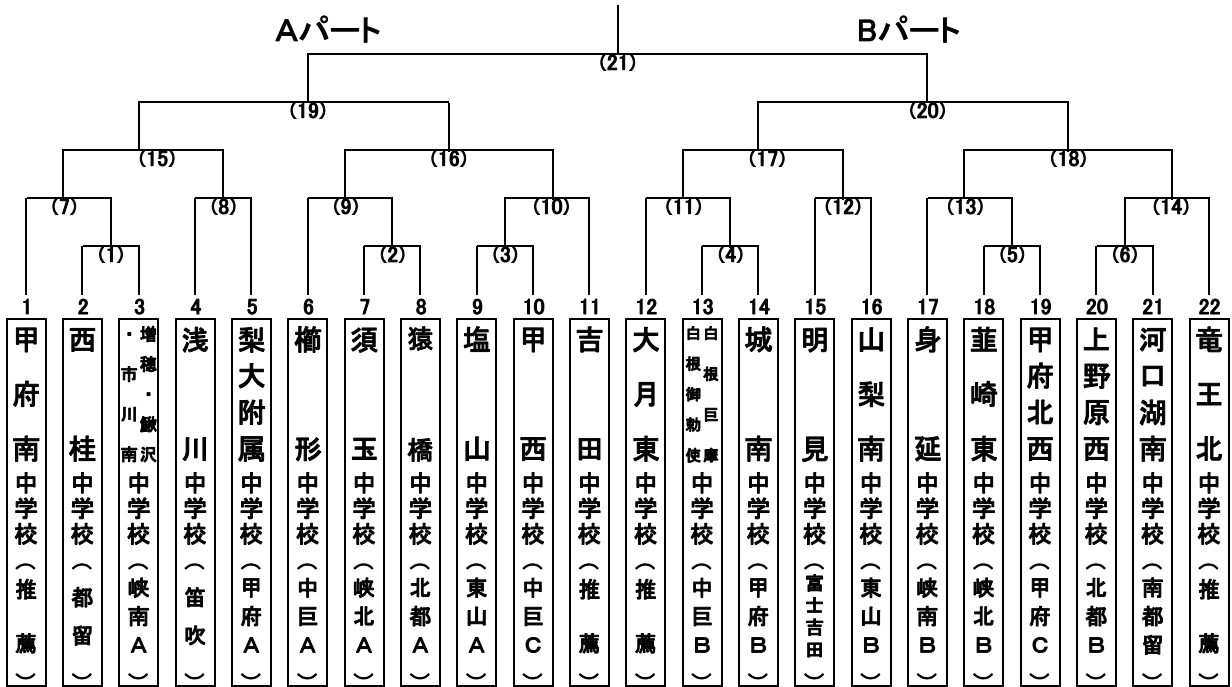 Ａパート
Ｂパート
(21)
(19)
(20)
(15)
(16)
(17)
(18)
(7)
(8)
(9)
(10)
(11)
(12)
(13)
(14)
(1)
(2)
(3)
(4)
(5)
(6)
1
甲府南中学校（推薦）
2
西桂中学校（都留）
3
増穂・鰍沢
・市川南中学校（峡南Ａ）
4
浅川中学校（笛吹）
5
梨大附属中学校（甲府Ａ）
6
櫛形中学校（中巨Ａ）
7
須玉中学校（峡北Ａ）
8
猿橋中学校（北都Ａ）
9
塩山中学校（東山Ａ）
10
甲西中学校（中巨Ｃ）
11
吉田中学校（推薦）
12
大月東中学校（推薦）
13
白根巨摩
白根御勅使中学校（中巨Ｂ）
14
城南中学校（甲府Ｂ）
15
明見中学校（富士吉田）
16
山梨南中学校（東山Ｂ）
17
身延中学校（峡南Ｂ）
18
韮崎東中学校（峡北Ｂ）
19
甲府北西中学校（甲府Ｃ）
20
上野原西中学校（北都Ｂ）
21
河口湖南中学校（南都留）
22
竜王北中学校（推薦）